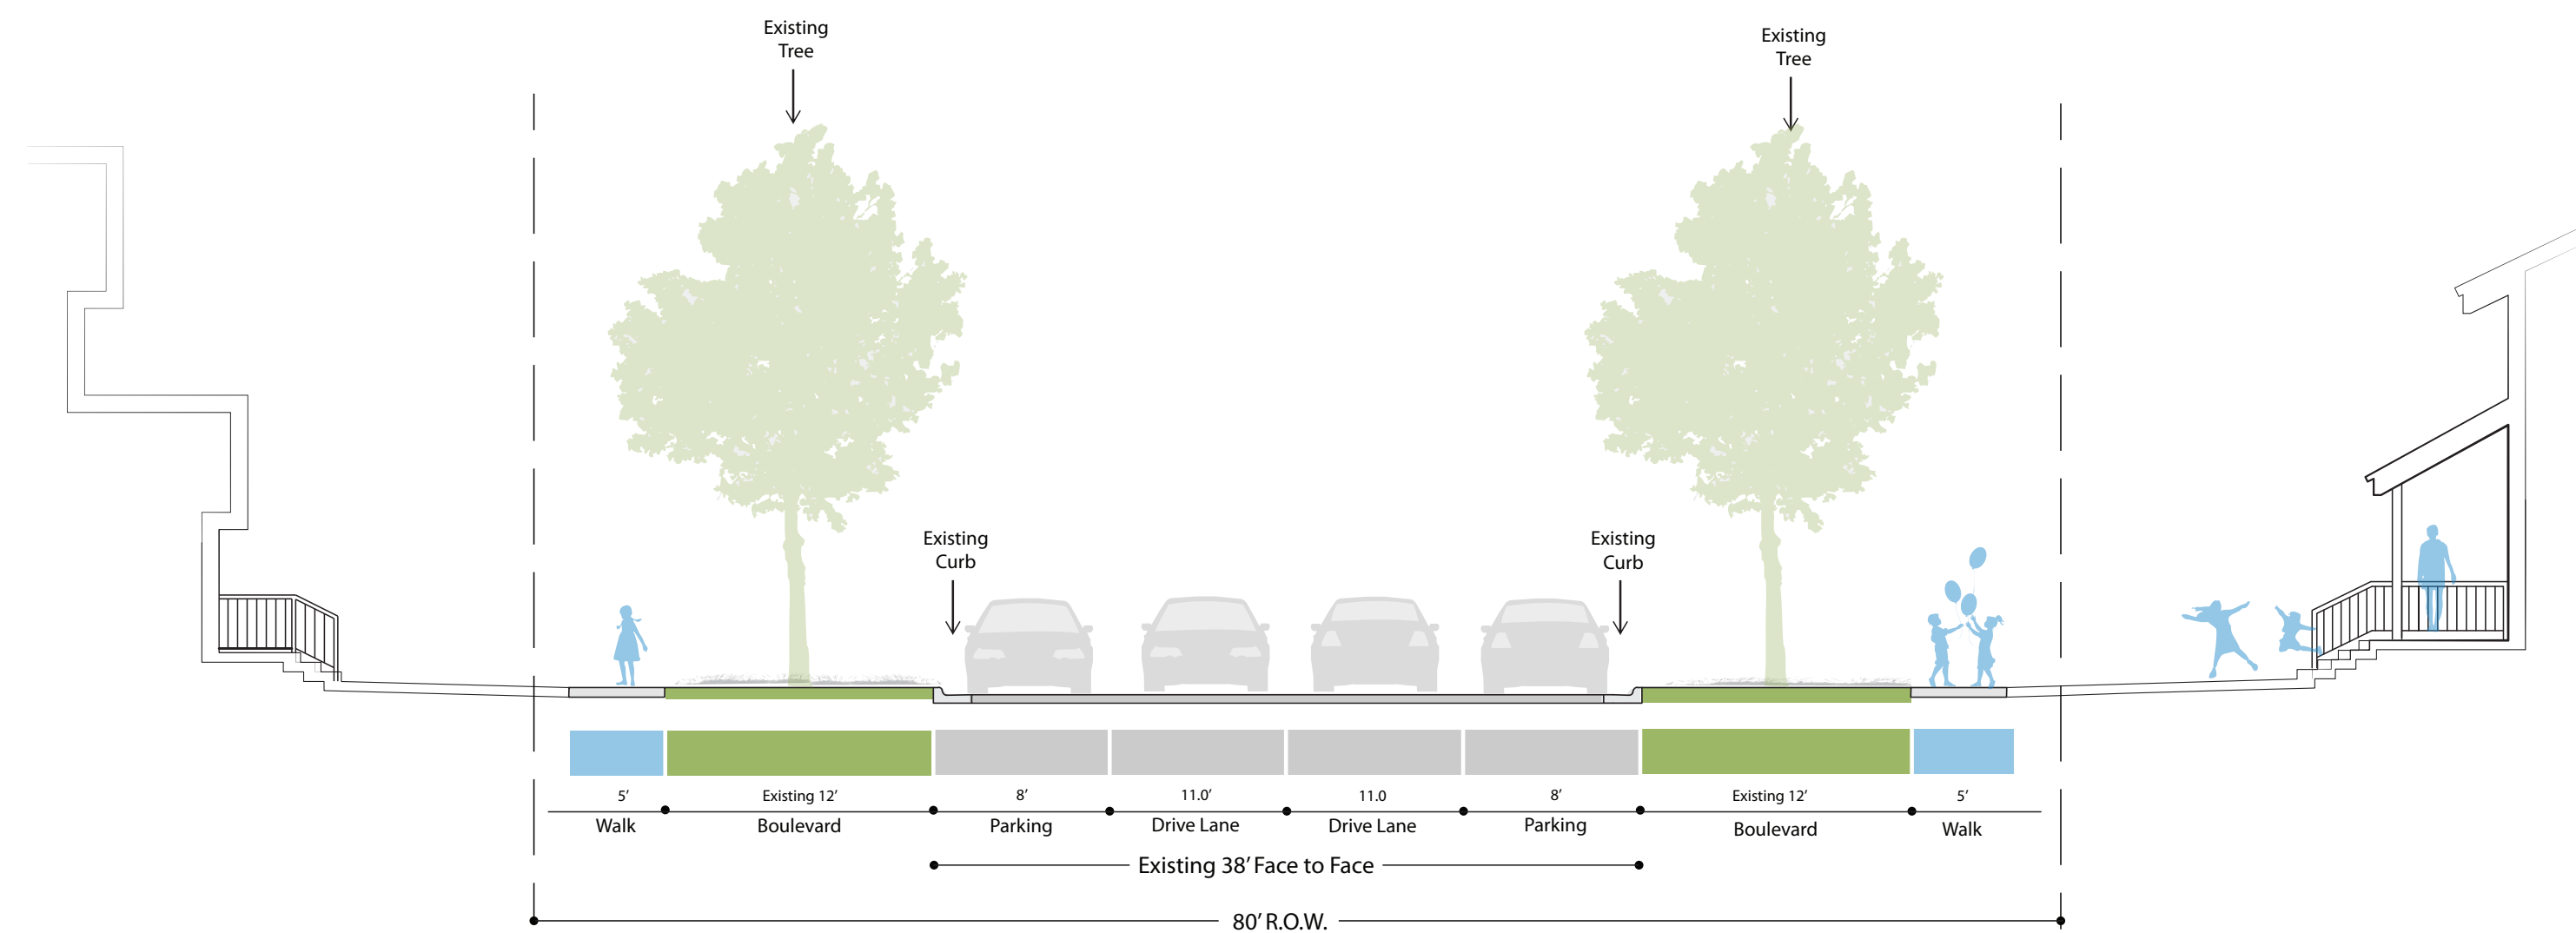 Existing
Tree
Existing
Tree
Existing
Curb
Existing
Curb
5’
Existing 12’
8’
11.0’
11.0
8’
Existing 12’
5’
Walk
Boulevard
Parking
Drive Lane
Drive Lane
Parking
Boulevard
Walk
Existing 38’ Face to Face
80’ R.O.W.